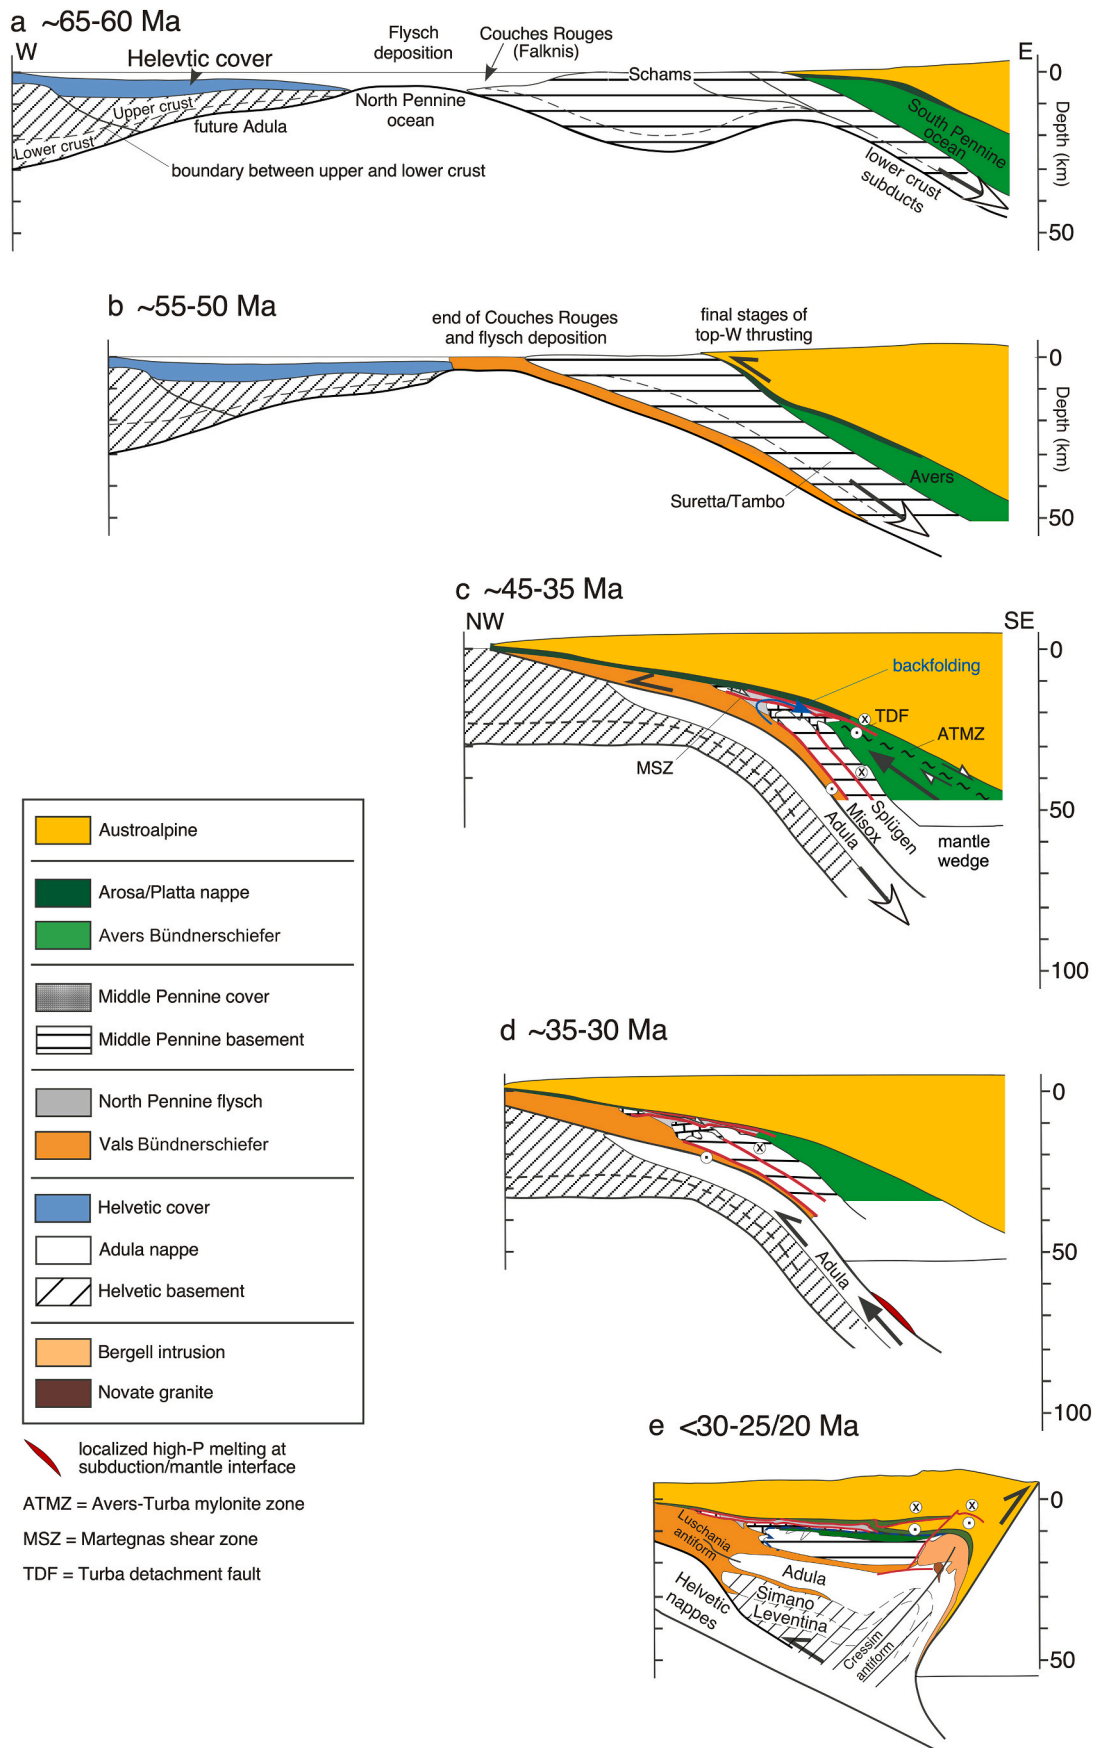 a ~65-60 Ma
W
E
Helevtic cover
Flysch
deposition
Couches Rouges
(Falknis)
Schams
0
Upper crust
Lower crust
future Adula
North Pennine
ocean
South Pennine
ocean
boundary between upper and lower crust
lower crust
subducts
Depth (km)
50
b ~55-50 Ma
end of Couches Rouges
and flysch deposition
final stages of
top-W thrusting
0
Depth (km)
Avers
Suretta/Tambo
50
c ~45-35 Ma
NW
SE
0
backfolding
X
TDF
ATMZ
MSZ
X
50
Adula
Misox
Splügen
mantle
wedge
100
d ~35-30 Ma
0
X
50
Adula
100
e <30-25/20 Ma
0
X
X
Luschania
antiform
Adula
Simano
Leventina
Helvetic
nappes
Cressim
antiform
50
Austroalpine
Arosa/Platta nappe
Avers Bündnerschiefer
Middle Pennine cover
Middle Pennine basement
North Pennine flysch
Vals Bündnerschiefer
Helvetic cover
Adula nappe
Helvetic basement
Bergell intrusion
Novate granite
localized high-P melting at
subduction/mantle interface
ATMZ = Avers-Turba mylonite zone
MSZ = Martegnas shear zone
TDF = Turba detachment fault